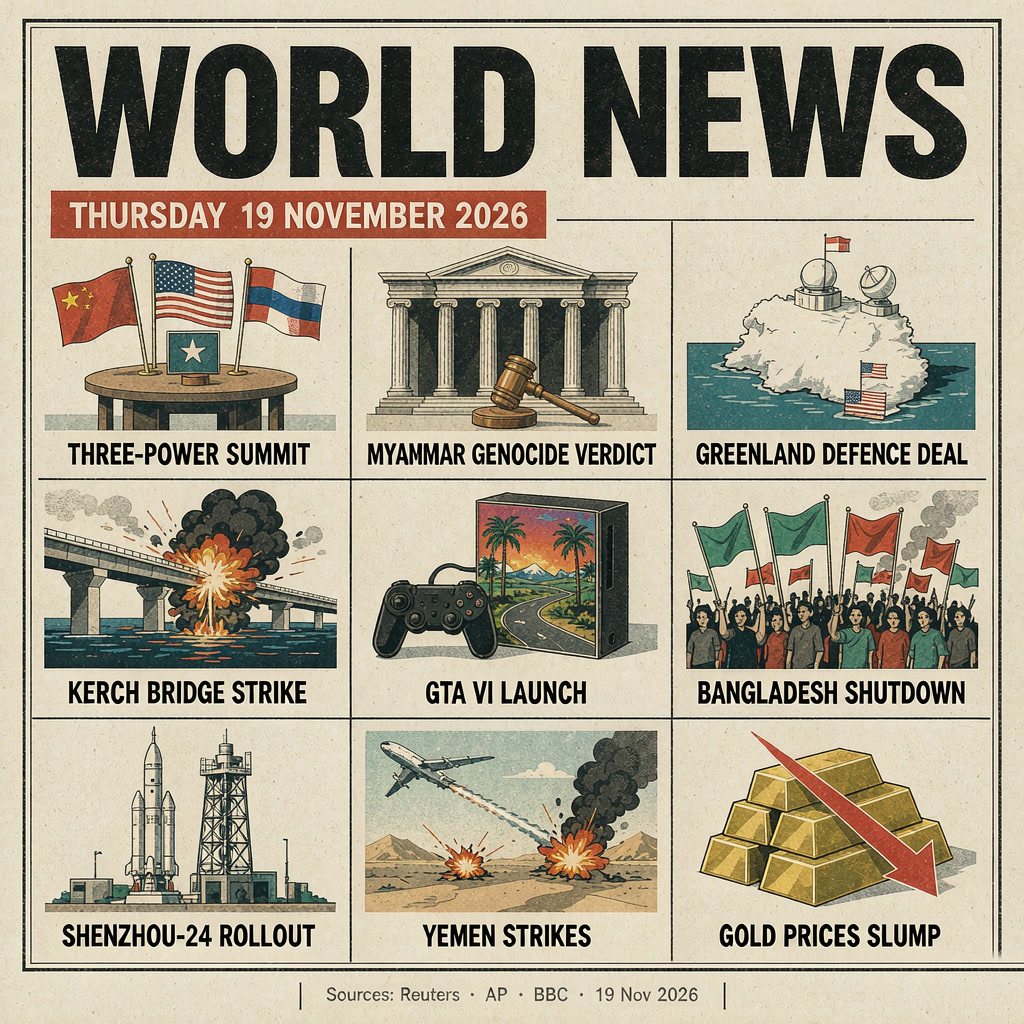 WORLD NEWS
THURSDAY 19 NOVEMBER 2026
THREE-POWER SUMMIT
MYANMAR GENOCIDE VERDICT
GREENLAND DEFENCE DEAL
KERCH BRIDGE STRIKE
GTA VI LAUNCH
BANGLADESH SHUTDOWN
SHENZHOU-24 ROLLOUT
YEMEN STRIKES
GOLD PRICES SLUMP
Sources: Reuters · AP · BBC · 19 Nov 2026